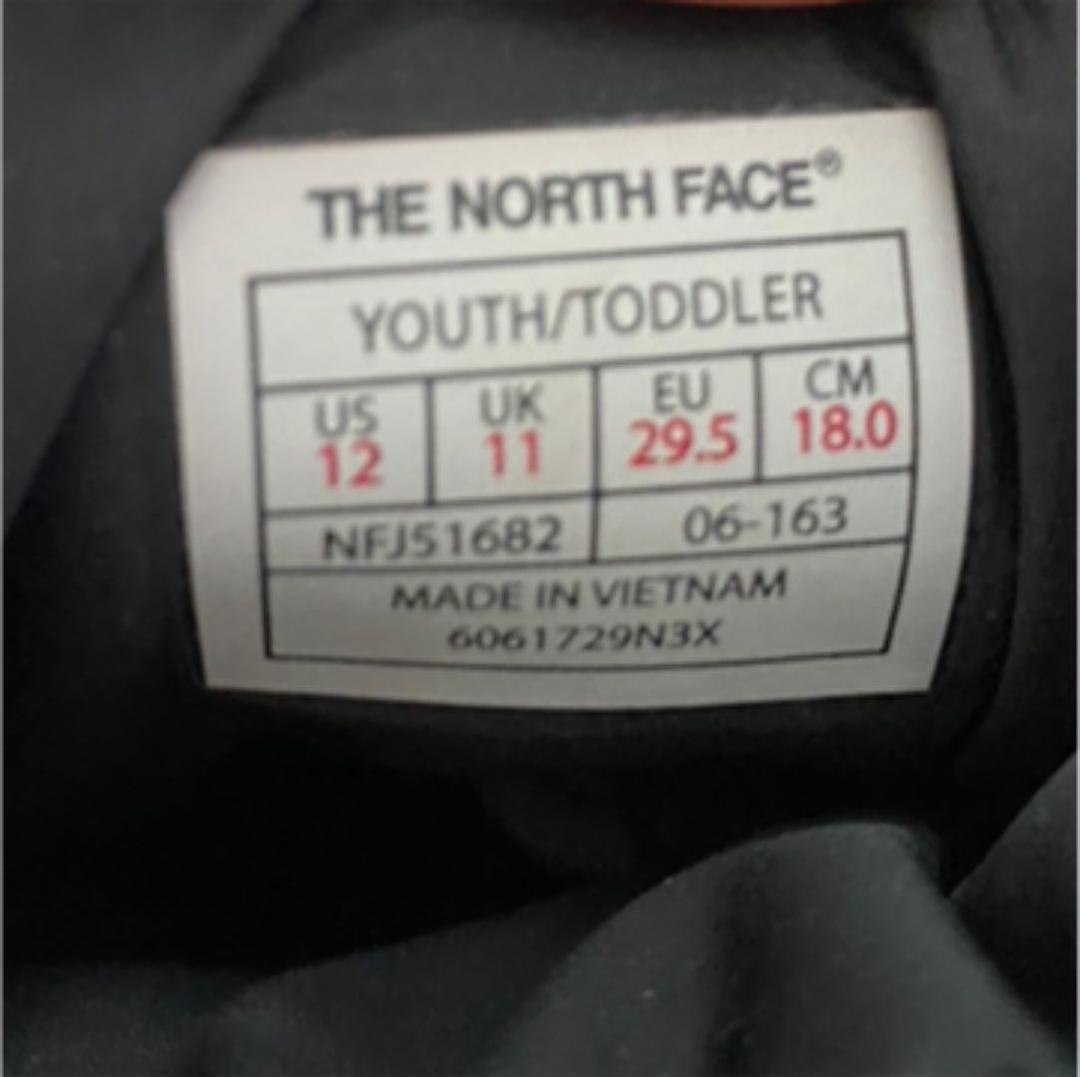 THE NORTH FACE®
YOUTH/TODDLER
US UK EU CM
12 11 29.5 18.0
NFJ51682 06-163
MADE IN VIETNAM
6061729N3X